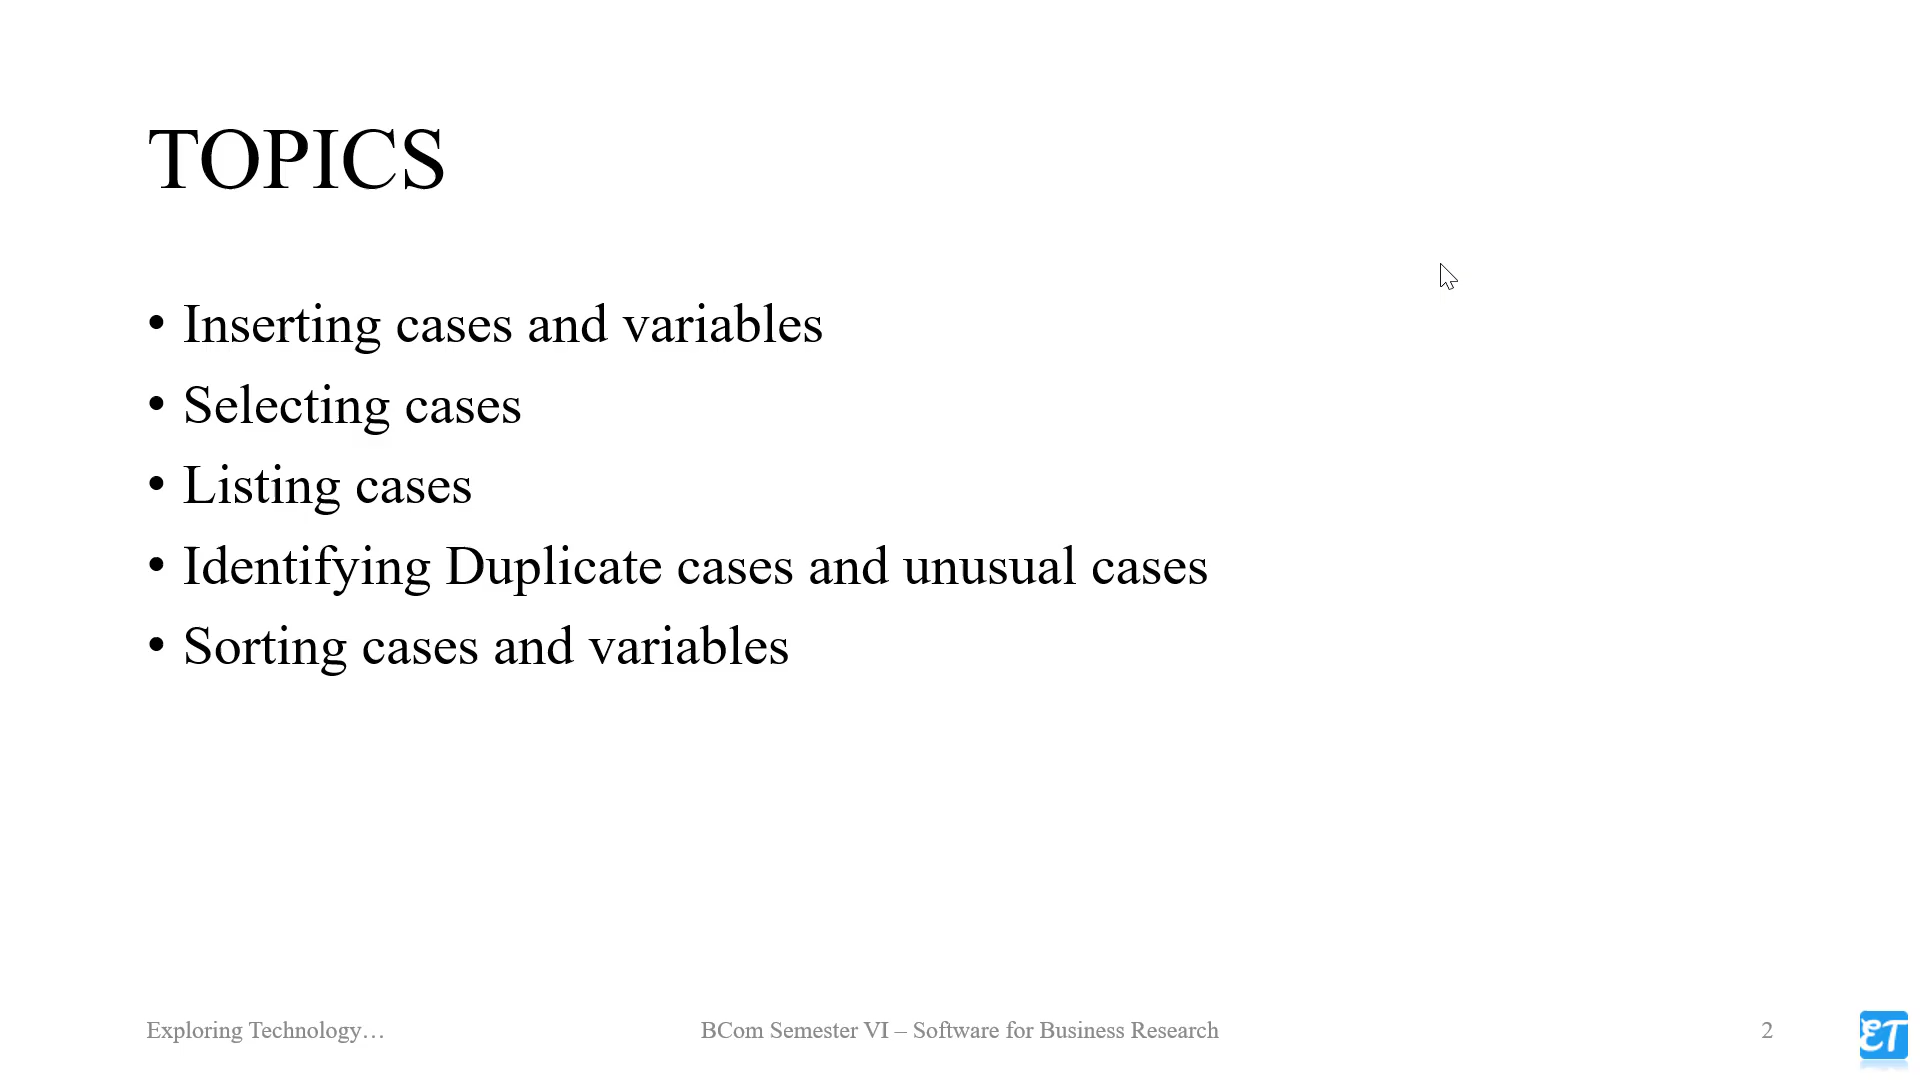 TOPICS
• Inserting cases and variables
• Selecting cases
• Listing cases
• Identifying Duplicate cases and unusual cases
• Sorting cases and variables
Exploring Technology… BCom Semester VI – Software for Business Research 2
ET